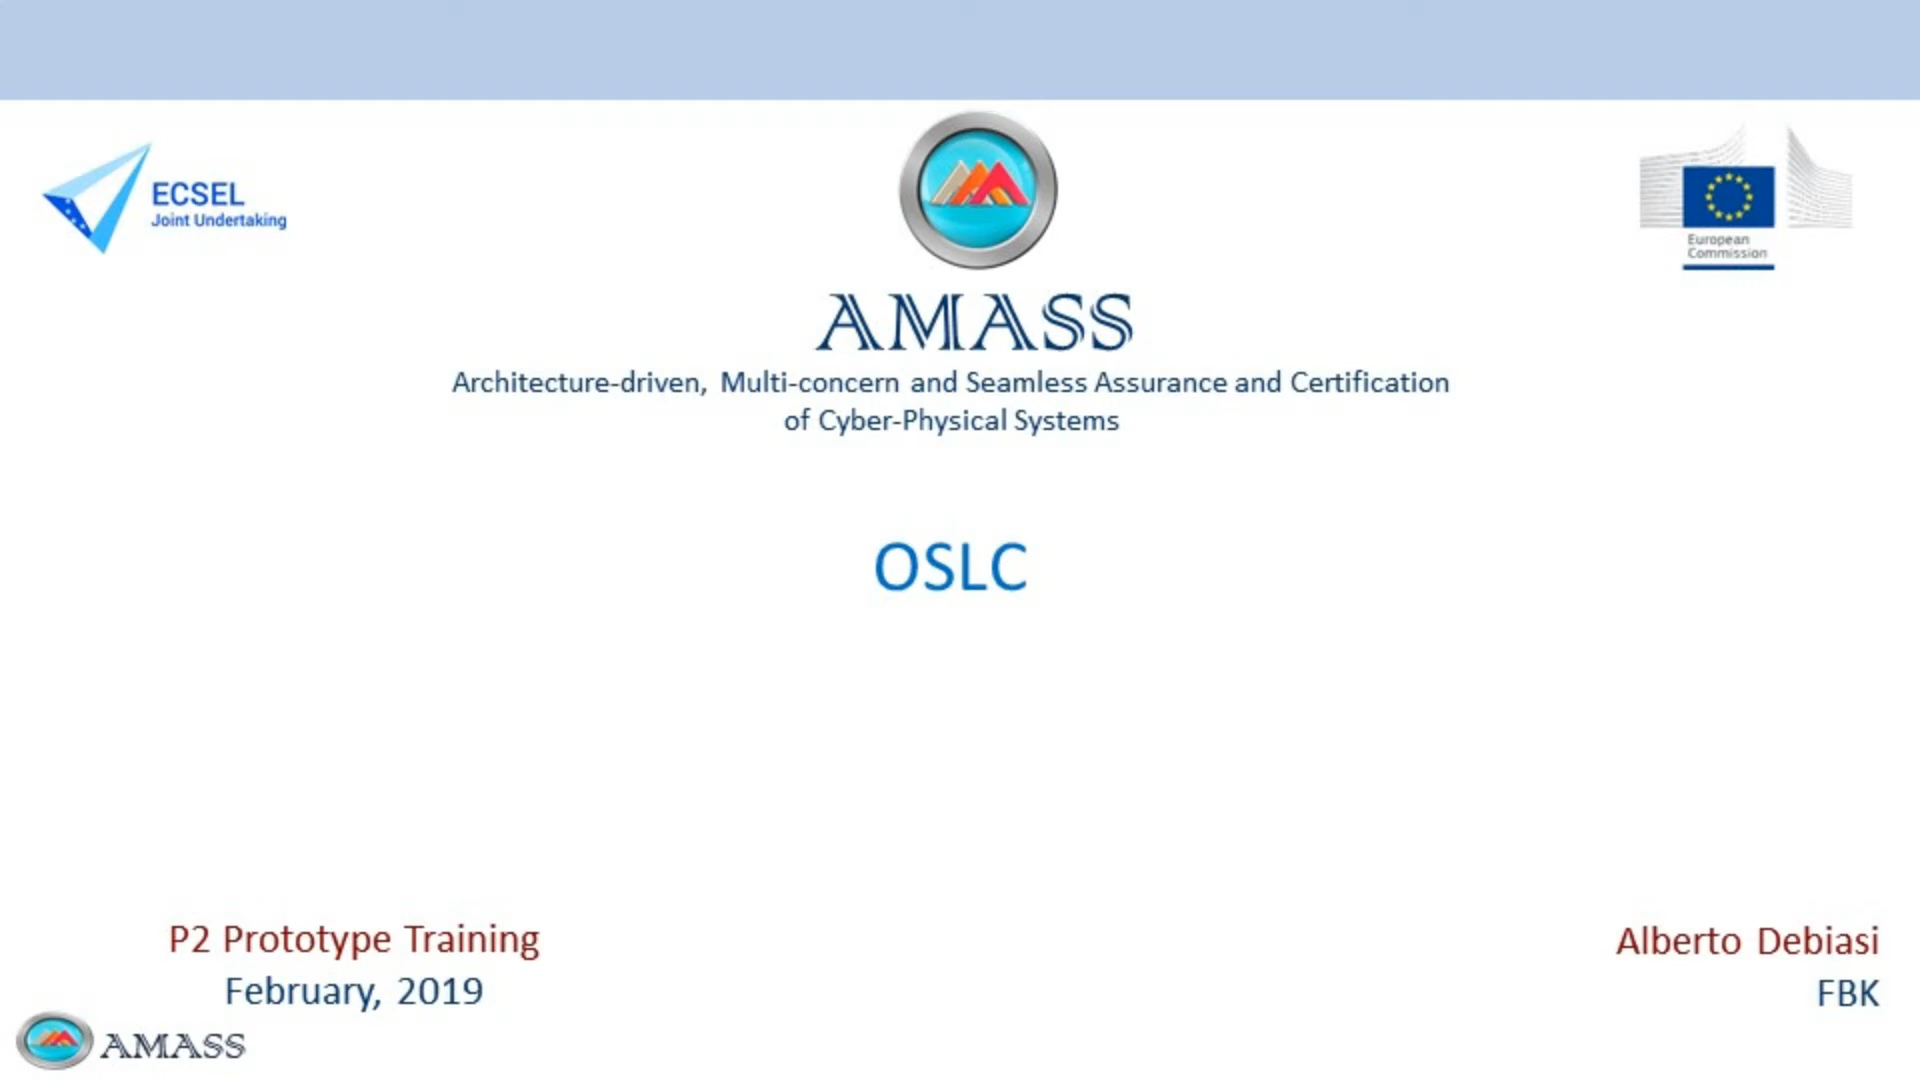 ECSEL
Joint Undertaking
European
Commission
AMASS
Architecture-driven, Multi-concern and Seamless Assurance and Certification
of Cyber-Physical Systems
OSLC
P2 Prototype Training
February, 2019
Alberto Debiasi
FBK
AMASS